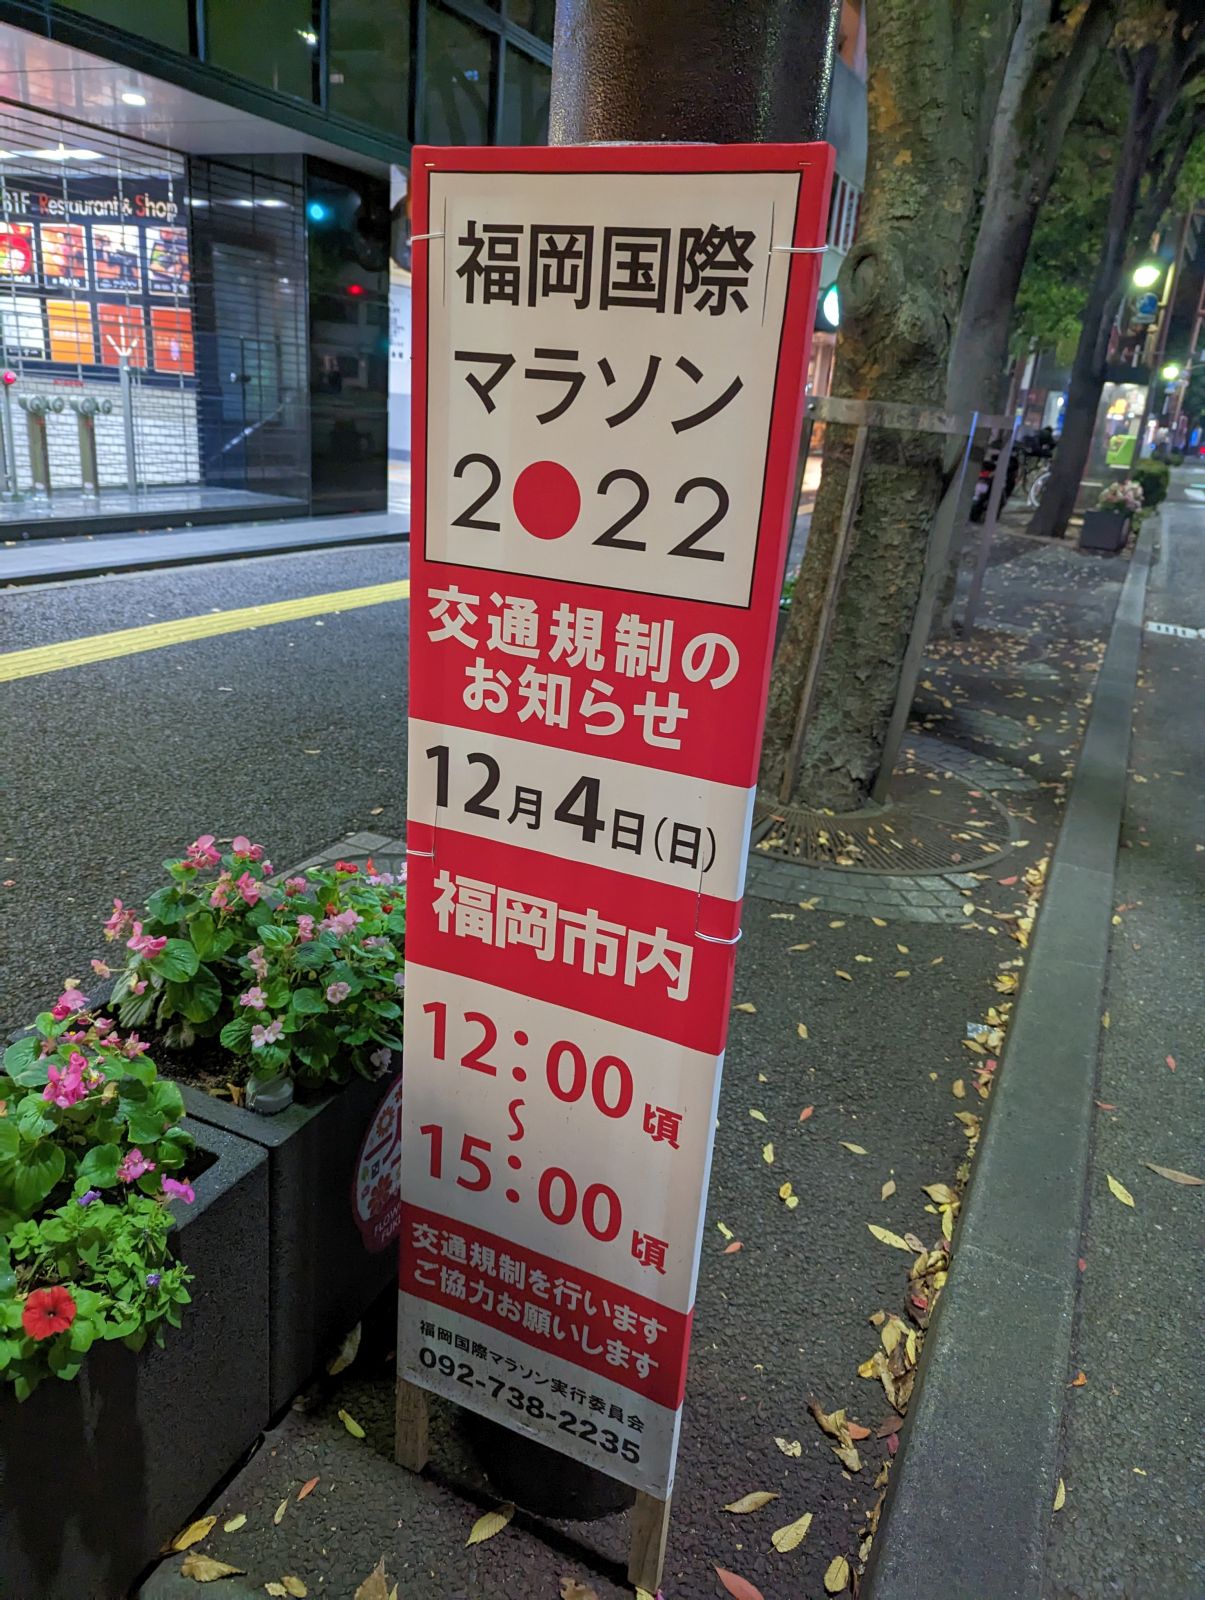 B1F Restaurant & Shop
福岡国際
マラソン
2●22
交通規制の
お知らせ
12月4日(日)
福岡市内
12:00頃
〜
15:00頃
交通規制を行います
ご協力お願いします
福岡国際マラソン実行委員会
092-738-2235